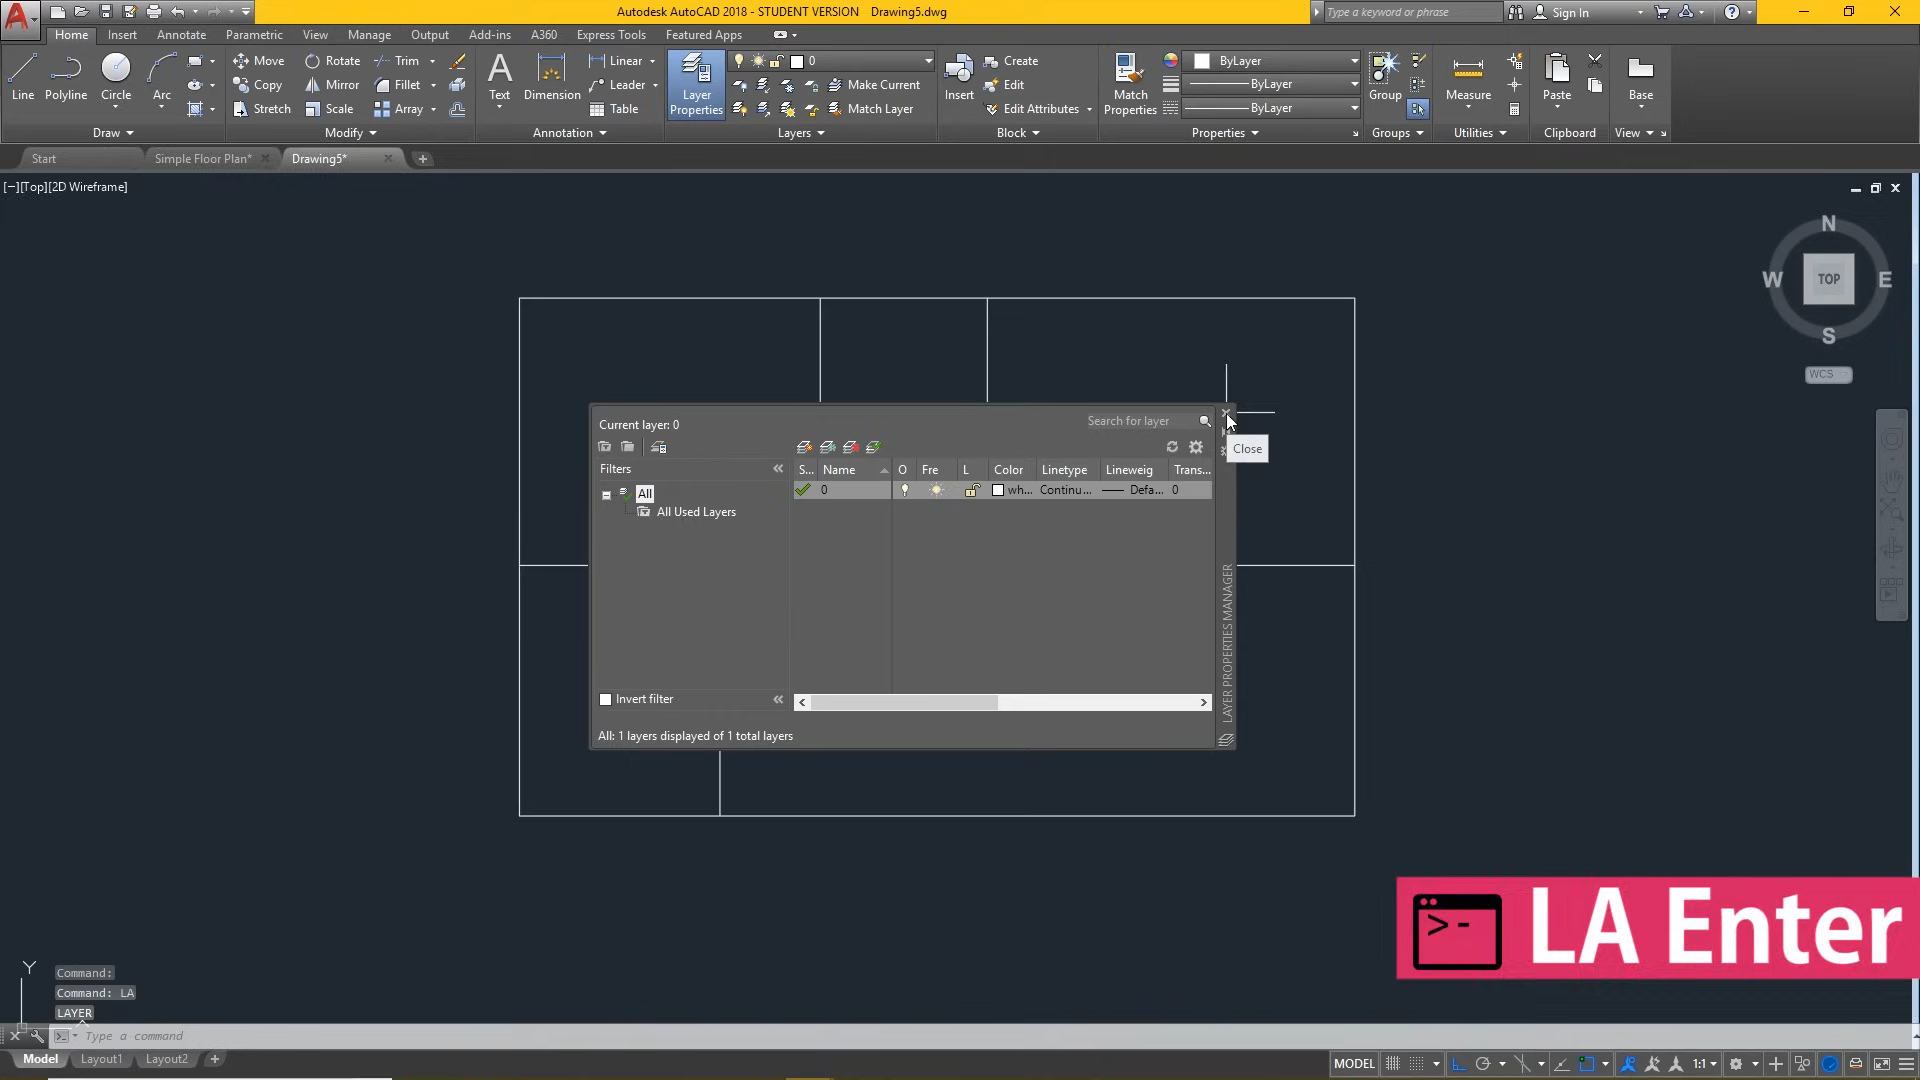 Autodesk AutoCAD 2018 - STUDENT VERSION Drawing5.dwg
Type a keyword or phrase
Sign In
Home Insert Annotate Parametric View Manage Output Add-ins A360 Express Tools Featured Apps
Line Polyline Circle Arc
Move Rotate Trim
Copy Mirror Fillet
Stretch Scale Array
Text Dimension
Linear
Leader
Table
Layer Properties
0
Make Current
Match Layer
Insert
Create
Edit
Edit Attributes
Match Properties
ByLayer
ByLayer
ByLayer
Group Measure Paste Base
Draw Modify Annotation Layers Block Properties Groups Utilities Clipboard View
Start Simple Floor Plan* Drawing5*
[−][Top][2D Wireframe]
N
W TOP E
S
WCS
Current layer: 0
Search for layer
Close
Filters
S... Name O Fre L Color Linetype Lineweig Trans...
All
0 wh... Continu... Defa... 0
All Used Layers
Invert filter
All: 1 layers displayed of 1 total layers
LAYER PROPERTIES MANAGER
>- LA Enter
Y
Command:
Command: LA
LAYER
Type a command
Model Layout1 Layout2 +
MODEL 1:1